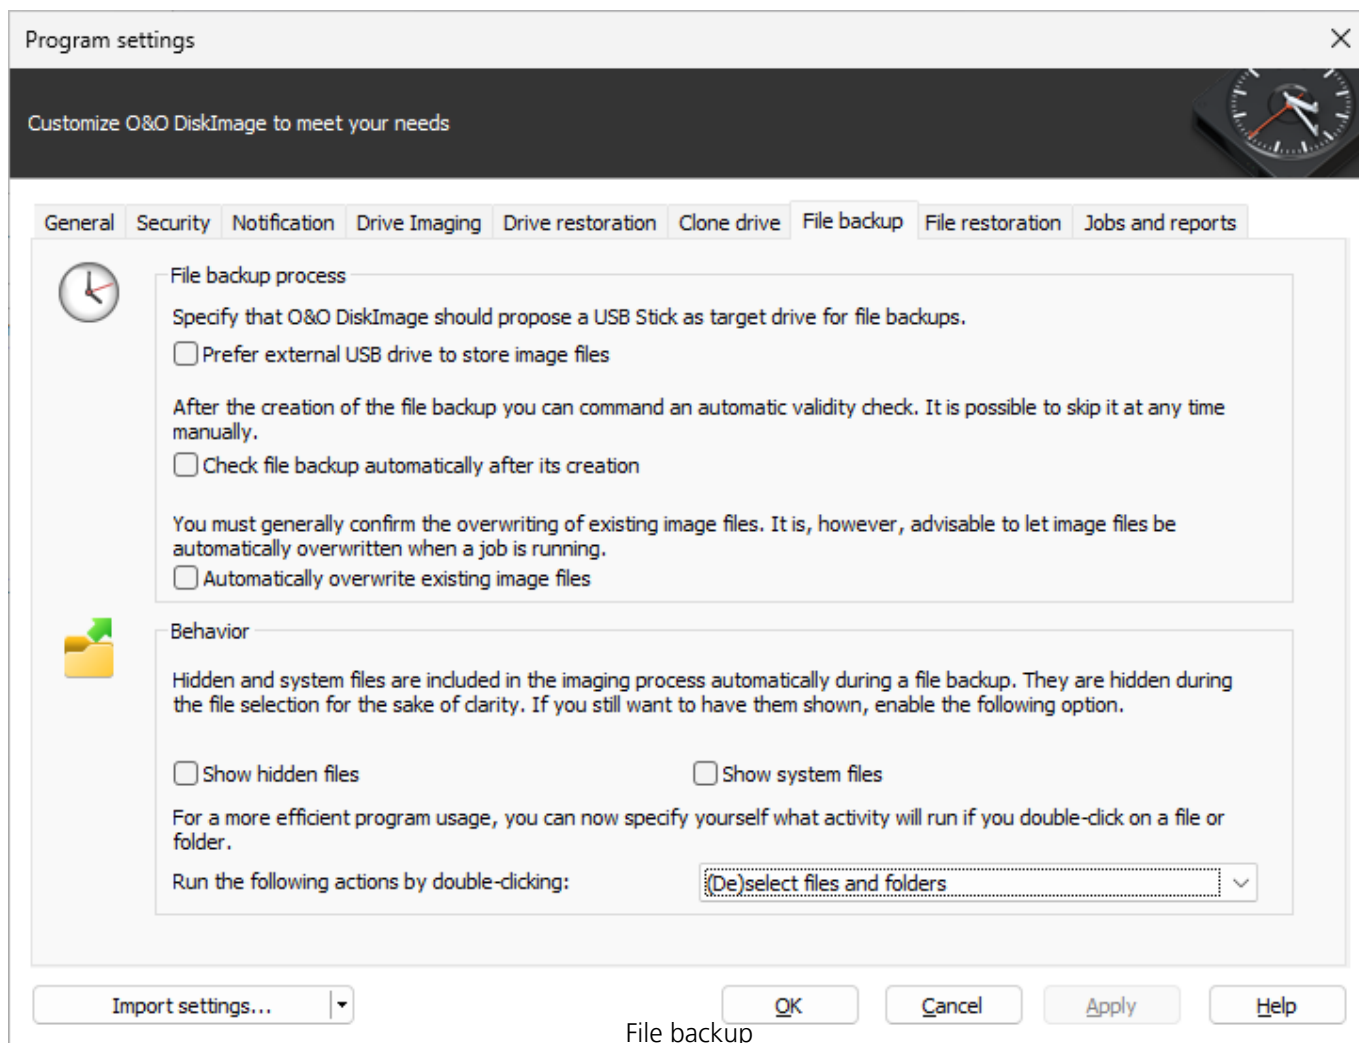 Program settings
Customize O&O DiskImage to meet your needs
General Security Notification Drive Imaging Drive restoration Clone drive File backup File restoration Jobs and reports
File backup process
Specify that O&O DiskImage should propose a USB Stick as target drive for file backups.
Prefer external USB drive to store image files
After the creation of the file backup you can command an automatic validity check. It is possible to skip it at any time
manually.
Check file backup automatically after its creation
You must generally confirm the overwriting of existing image files. It is, however, advisable to let image files be
automatically overwritten when a job is running.
Automatically overwrite existing image files
Behavior
Hidden and system files are included in the imaging process automatically during a file backup. They are hidden during
the file selection for the sake of clarity. If you still want to have them shown, enable the following option.
Show hidden files Show system files
For a more efficient program usage, you can now specify yourself what activity will run if you double-click on a file or
folder.
Run the following actions by double-clicking: (De)select files and folders
Import settings... OK Cancel Apply Help
File backup